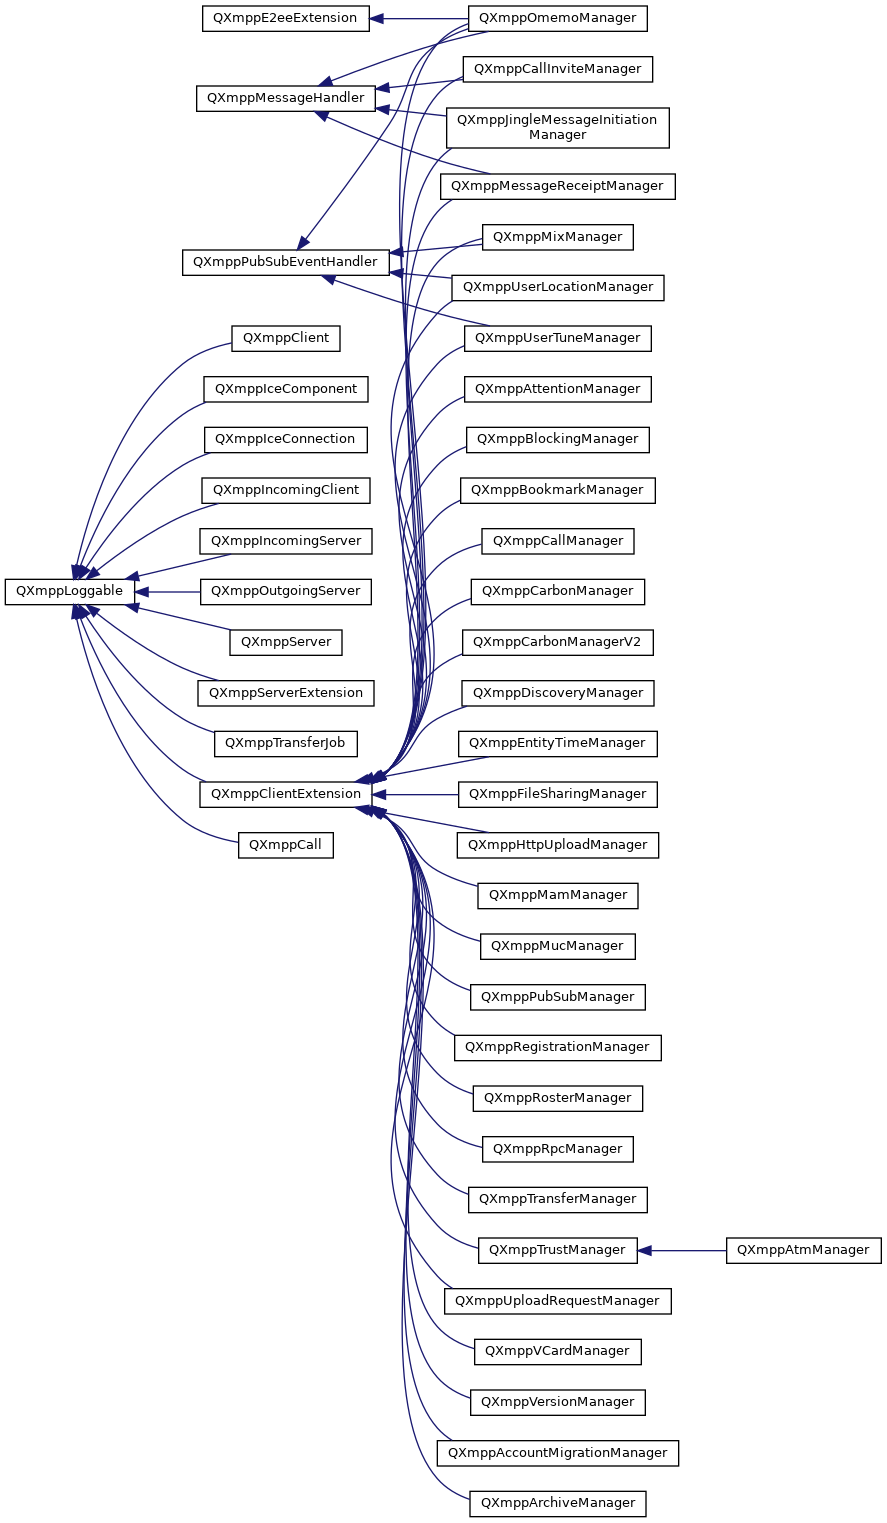 QXmppE2eeExtension
QXmppOmemoManager
QXmppCallInviteManager
QXmppMessageHandler
QXmppJingleMessageInitiation
Manager
QXmppMessageReceiptManager
QXmppMixManager
QXmppPubSubEventHandler
QXmppUserLocationManager
QXmppClient
QXmppUserTuneManager
QXmppIceComponent
QXmppAttentionManager
QXmppIceConnection
QXmppBlockingManager
QXmppIncomingClient
QXmppBookmarkManager
QXmppIncomingServer
QXmppCallManager
QXmppLoggable
QXmppOutgoingServer
QXmppCarbonManager
QXmppServer
QXmppCarbonManagerV2
QXmppServerExtension
QXmppDiscoveryManager
QXmppTransferJob
QXmppEntityTimeManager
QXmppClientExtension
QXmppFileSharingManager
QXmppCall
QXmppHttpUploadManager
QXmppMamManager
QXmppMucManager
QXmppPubSubManager
QXmppRegistrationManager
QXmppRosterManager
QXmppRpcManager
QXmppTransferManager
QXmppTrustManager
QXmppAtmManager
QXmppUploadRequestManager
QXmppVCardManager
QXmppVersionManager
QXmppAccountMigrationManager
QXmppArchiveManager